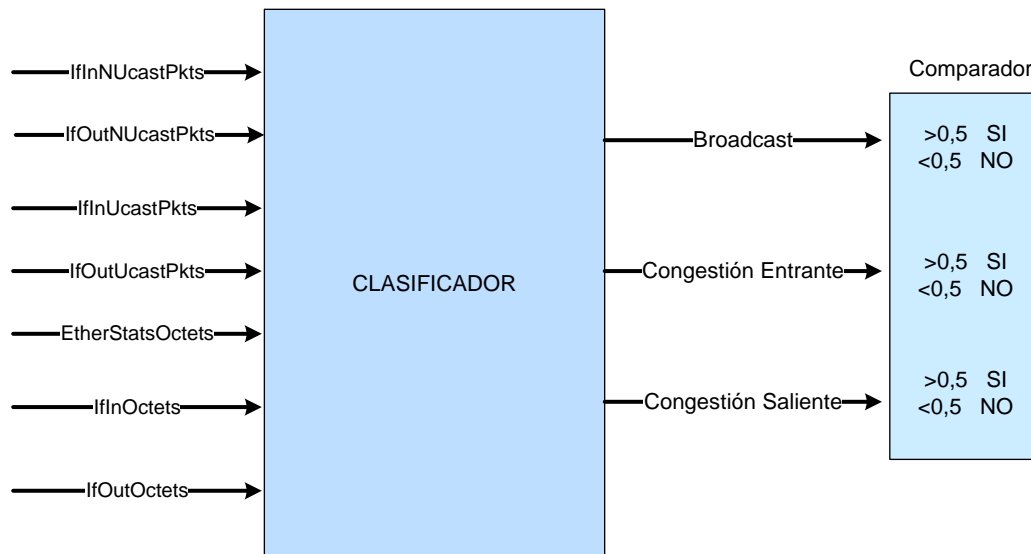 IfInNUcastPkts
IfOutNUcastPkts
IfInUcastPkts
IfOutUcastPkts
EtherStatsOctets
IfInOctets
IfOutOctets
CLASIFICADOR
Broadcast
Congestión Entrante
Congestión Saliente
Comparador
>0,5 SI
<0,5 NO
>0,5 SI
<0,5 NO
>0,5 SI
<0,5 NO